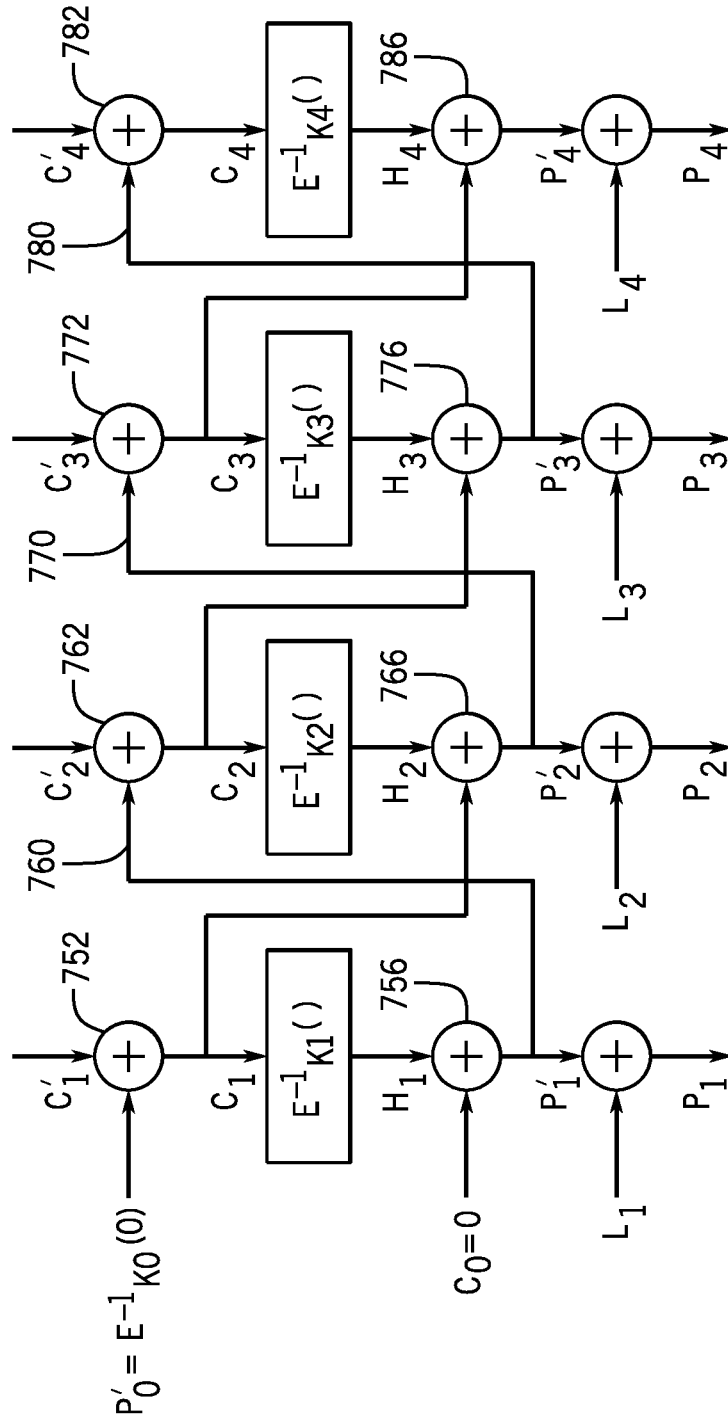 752 762 772 782
C'1 C'2 C'3 C'4
760 770 780
P'0 = E⁻¹K0(0)
C1 C2 C3 C4
E⁻¹K1() E⁻¹K2() E⁻¹K3() E⁻¹K4()
756 766 776 786
H1 H2 H3 H4
C0=0
P'1 P'2 P'3 P'4
L1 L2 L3 L4
P1 P2 P3 P4